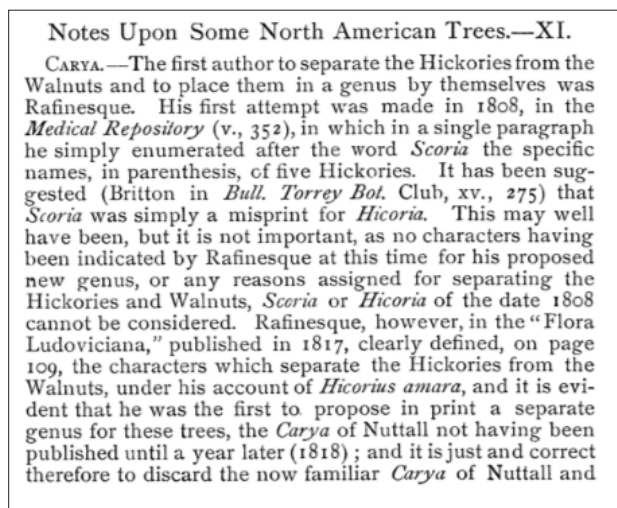 Notes Upon Some North American Trees.—XI.
CARYA.—The first author to separate the Hickories from the
Walnuts and to place them in a genus by themselves was
Rafinesque. His first attempt was made in 1808, in the
Medical Repository (v., 352), in which in a single paragraph
he simply enumerated after the word Scoria the specific
names, in parenthesis, of five Hickories. It has been sug-
gested (Britton in Bull. Torrey Bot. Club, xv., 275) that
Scoria was simply a misprint for Hicoria. This may well
have been, but it is not important, as no characters having
been indicated by Rafinesque at this time for his proposed
new genus, or any reasons assigned for separating the
Hickories and Walnuts, Scoria or Hicoria of the date 1808
cannot be considered. Rafinesque, however, in the “Flora
Ludoviciana,” published in 1817, clearly defined, on page
109, the characters which separate the Hickories from the
Walnuts, under his account of Hicorius amara, and it is evi-
dent that he was the first to propose in print a separate
genus for these trees, the Carya of Nuttall not having been
published until a year later (1818) ; and it is just and correct
therefore to discard the now familiar Carya of Nuttall and